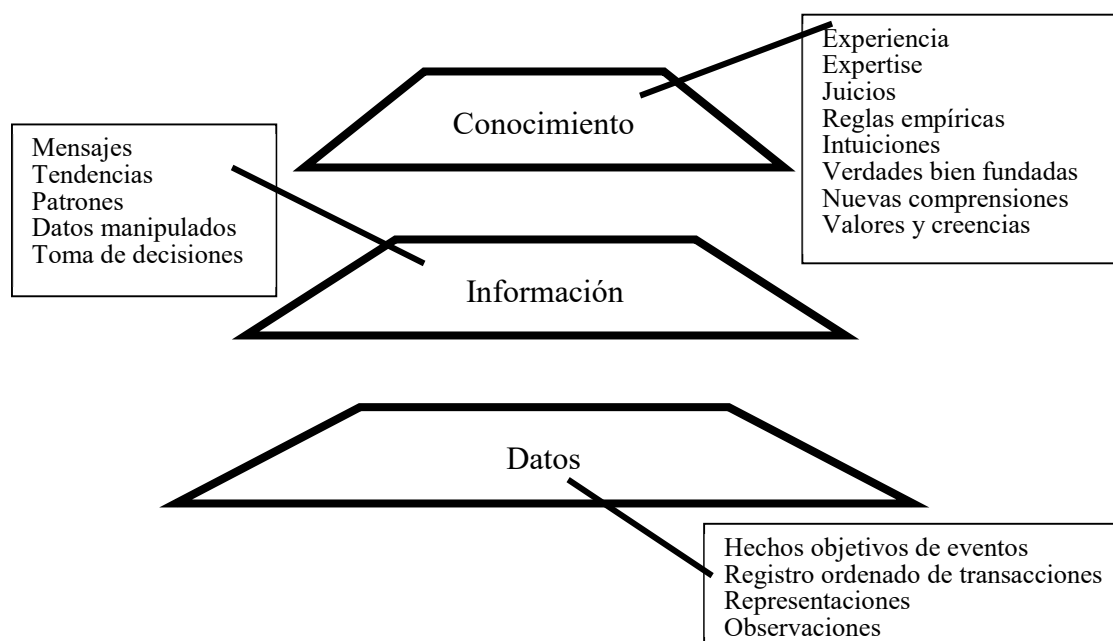 Experiencia
Expertise
Juicios
Reglas empíricas
Intuiciones
Verdades bien fundadas
Nuevas comprensiones
Valores y creencias
Conocimiento
Mensajes
Tendencias
Patrones
Datos manipulados
Toma de decisiones
Información
Datos
Hechos objetivos de eventos
Registro ordenado de transacciones
Representaciones
Observaciones